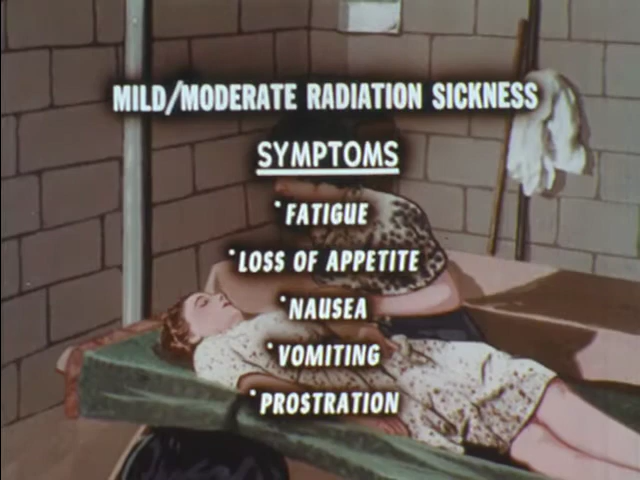 MILD/MODERATE RADIATION SICKNESS
SYMPTOMS
•FATIGUE
•LOSS OF APPETITE
•NAUSEA
•VOMITING
•PROSTRATION